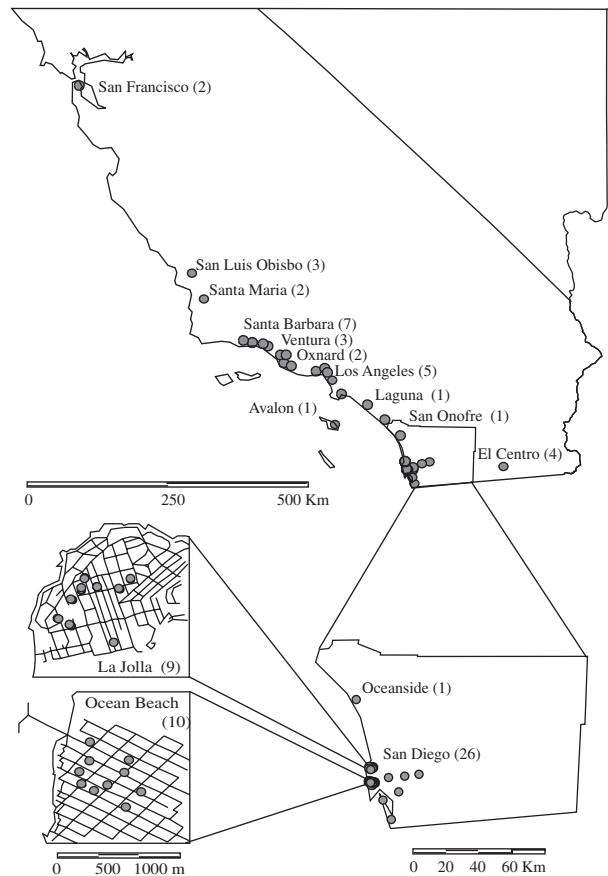 San Francisco (2)
San Luis Obisbo (3)
Santa Maria (2)
Santa Barbara (7)
Ventura (3)
Oxnard (2)
Los Angeles (5)
Laguna (1)
Avalon (1)
San Onofre (1)
El Centro (4)
0 250 500 Km
La Jolla (9)
Ocean Beach
(10)
Oceanside (1)
San Diego (26)
0 500 1000 m
0 20 40 60 Km